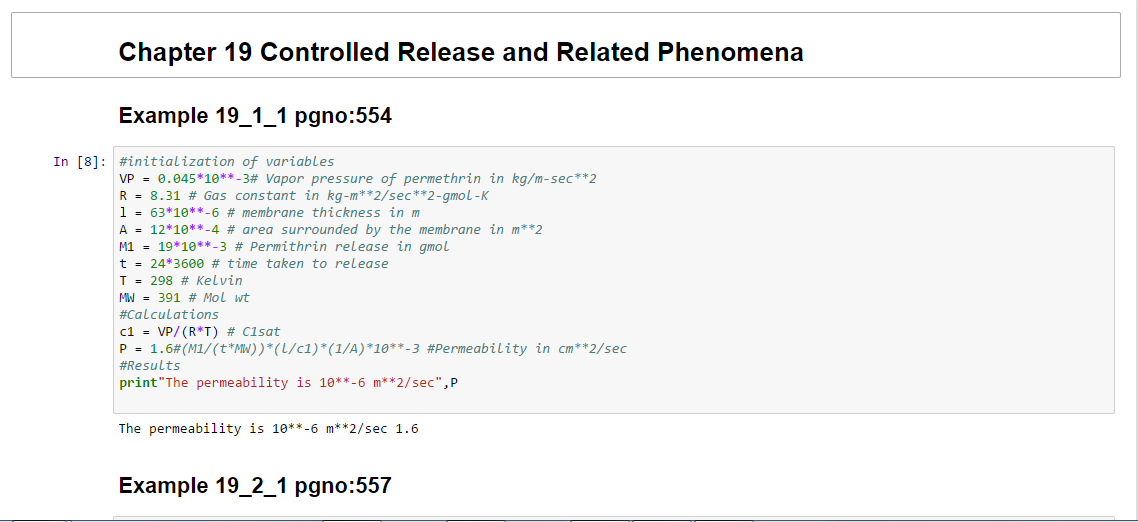 Chapter 19 Controlled Release and Related Phenomena
Example 19_1_1 pgno:554
In [8]: #initialization of variables
VP = 0.045*10**-3# Vapor pressure of permethrin in kg/m-sec**2
R = 8.31 # Gas constant in kg-m**2/sec**2-gmol-K
l = 63*10**-6 # membrane thickness in m
A = 12*10**-4 # area surrounded by the membrane in m**2
M1 = 19*10**-3 # Permithrin release in gmol
t = 24*3600 # time taken to release
T = 298 # Kelvin
MW = 391 # Mol wt
#Calculations
c1 = VP/(R*T) # C1sat
P = 1.6#(M1/(t*MW))*(l/c1)*(1/A)*10**-3 #Permeability in cm**2/sec
#Results
print"The permeability is 10**-6 m**2/sec",P
The permeability is 10**-6 m**2/sec 1.6
Example 19_2_1 pgno:557